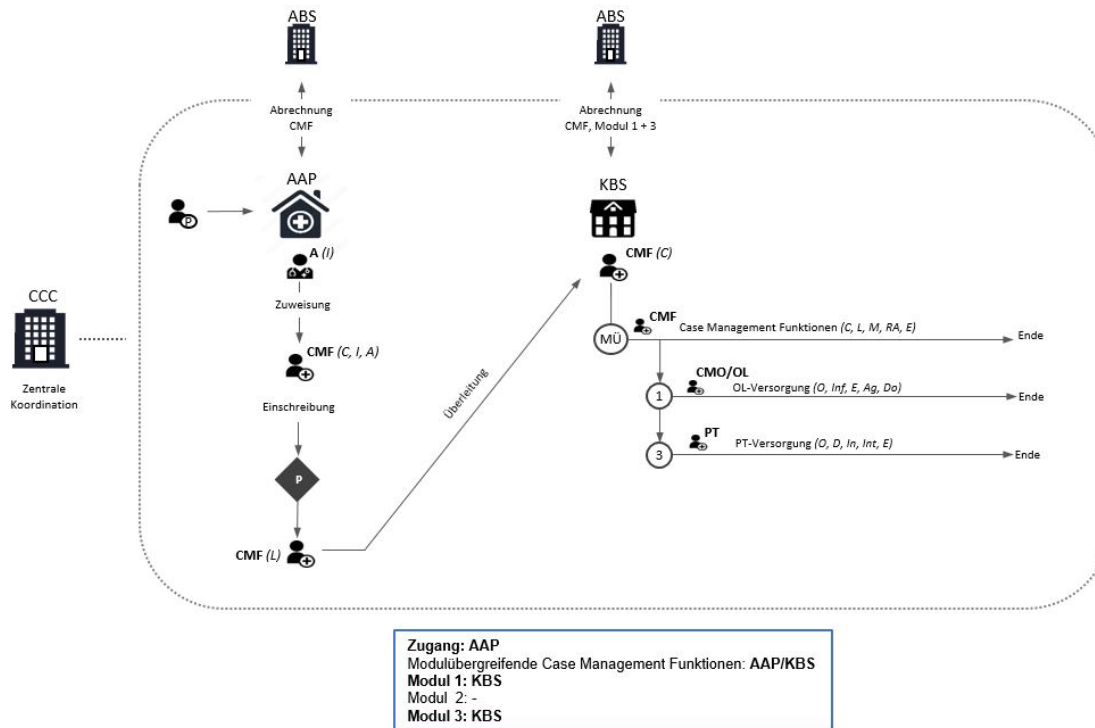 ABS
ABS
Abrechnung
CMF
Abrechnung
CMF, Modul 1 + 3
AAP
KBS
P
A (I)
CMF (C)
Zuweisung
CCC
Zentrale
Koordination
MÜ
CMF
Case Management Funktionen (C, L, M, RA, E)
Ende
CMF (C, I, A)
Überleitung
CMO/OL
1
OL-Versorgung (O, Inf, E, Ag, Do)
Ende
Einschreibung
PT
3
PT-Versorgung (O, D, In, Int, E)
Ende
P
CMF (L)
Zugang: AAP
Modulübergreifende Case Management Funktionen: AAP/KBS
Modul 1: KBS
Modul 2: -
Modul 3: KBS